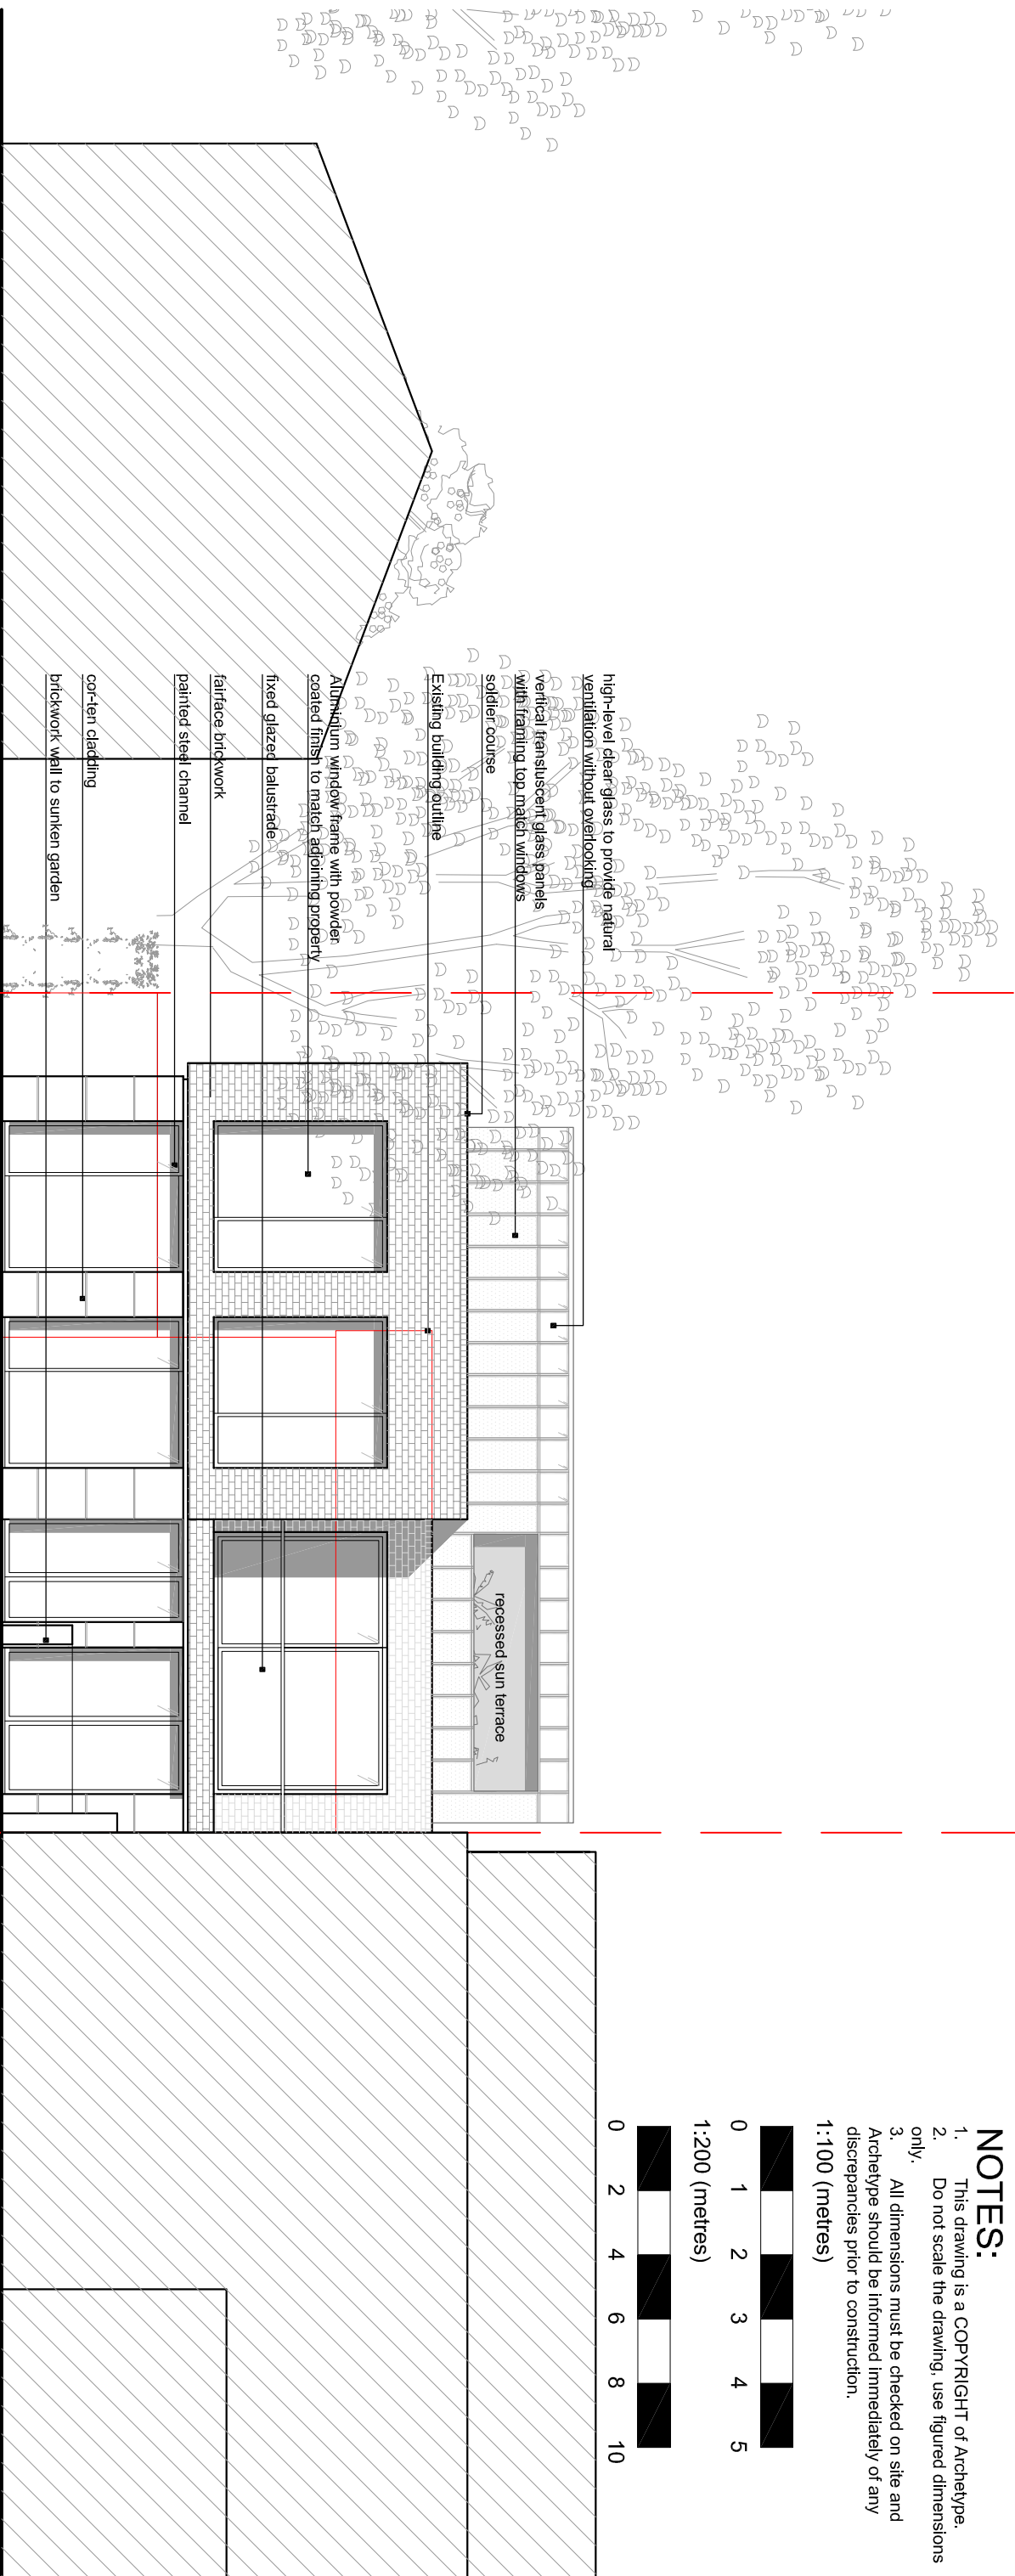 NOTES:
1. This drawing is a COPYRIGHT of Archetype.
2. Do not scale the drawing, use figured dimensions
only.
3. All dimensions must be checked on site and
Archetype should be informed immediately of any
discrepancies prior to construction.
1:100 (metres)
0 1 2 3 4 5
1:200 (metres)
0 2 4 6 8 10
high-level clear glass to provide natural
ventilation without overlooking
vertical transluscent glass panels
with framing top match windows
soldier course
Existing building outline
Aluminium window frame with powder
coated finish to match adjoining property
fixed glazed balustrade
fairface brickwork
painted steel channel
cor-ten cladding
brickwork wall to sunken garden
recessed sun terrace